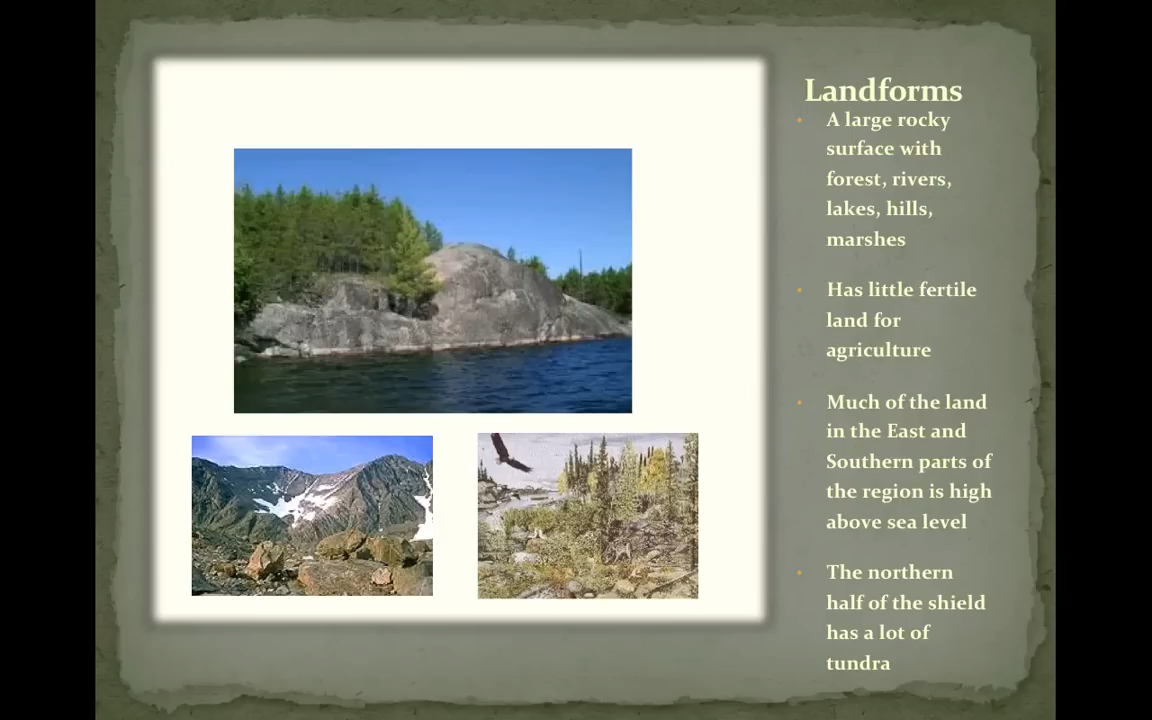 Landforms
A large rocky
surface with
forest, rivers,
lakes, hills,
marshes
Has little fertile
land for
agriculture
Much of the land
in the East and
Southern parts of
the region is high
above sea level
The northern
half of the shield
has a lot of
tundra